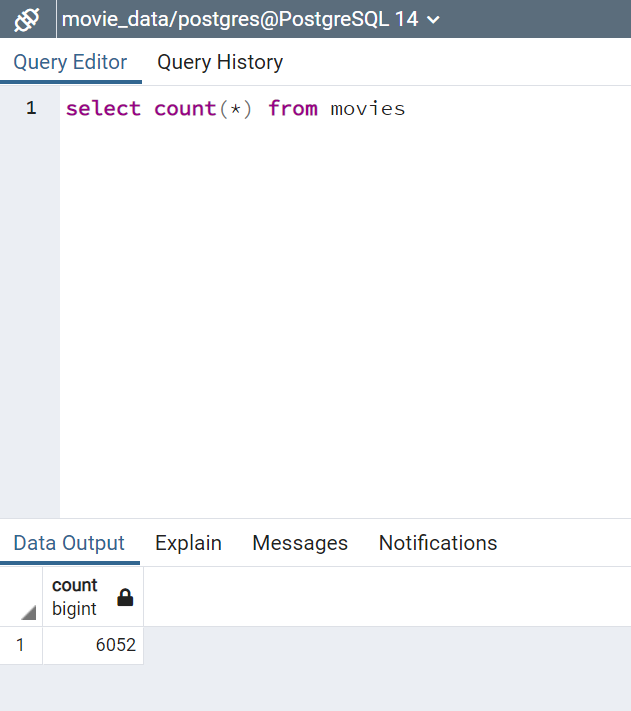 movie_data/postgres@PostgreSQL 14
Query Editor Query History
1 select count(*) from movies
Data Output Explain Messages Notifications
count
bigint
1 6052